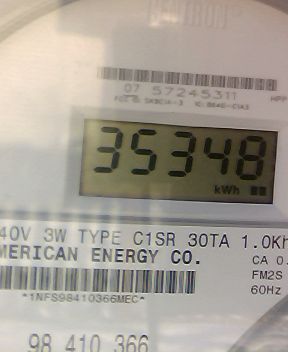 CENTRON
07 57245311
35348
kWh
40V 3W TYPE C1SR 30TA 1.0Kh
MERICAN ENERGY CO.
CA 0.
FM2S
60Hz
*1NFS98410366MEC*
98 410 366